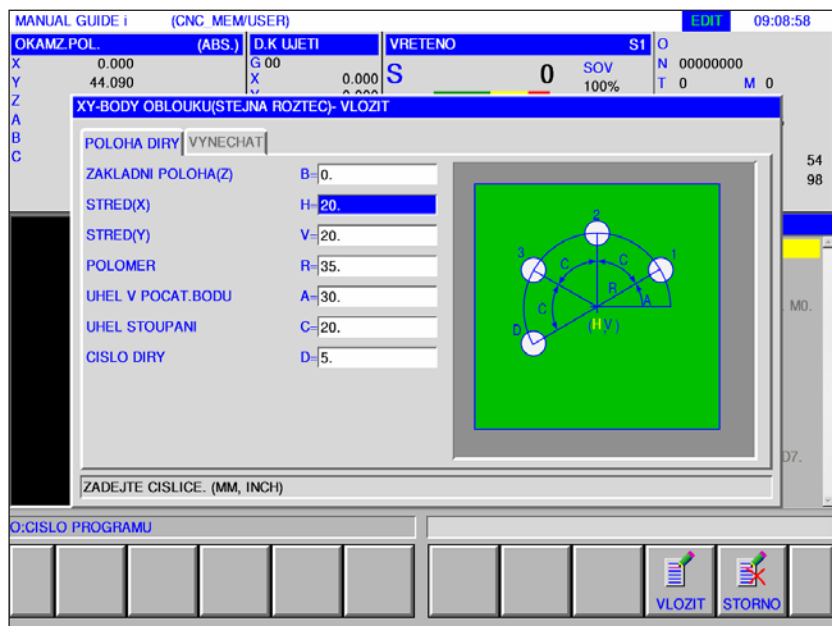 MANUAL GUIDE i (CNC_MEM/USER) EDIT 09:08:58
OKAMZ.POL. (ABS.) D.K UJETI VRETENO S1 O
X 0.000 G 00 N 00000000
Y 44.090 X 0.000 S 0 SOV 100% T 0 M 0
Z
A
B
C
54
98
XY-BODY OBLOUKU(STEJNA ROZTEC)- VLOZIT
POLOHA DIRY VYNECHAT
ZAKLADNI POLOHA(Z) B=0.
STRED(X) H=20.
STRED(Y) V=20.
POLOMER R=35.
UHEL V POCAT.BODU A=30.
UHEL STOUPANI C=20.
CISLO DIRY D=5.
2
3 C C 1
R
C A
D (H,V)
M0.
D7.
ZADEJTE CISLICE. (MM, INCH)
O:CISLO PROGRAMU
VLOZIT STORNO